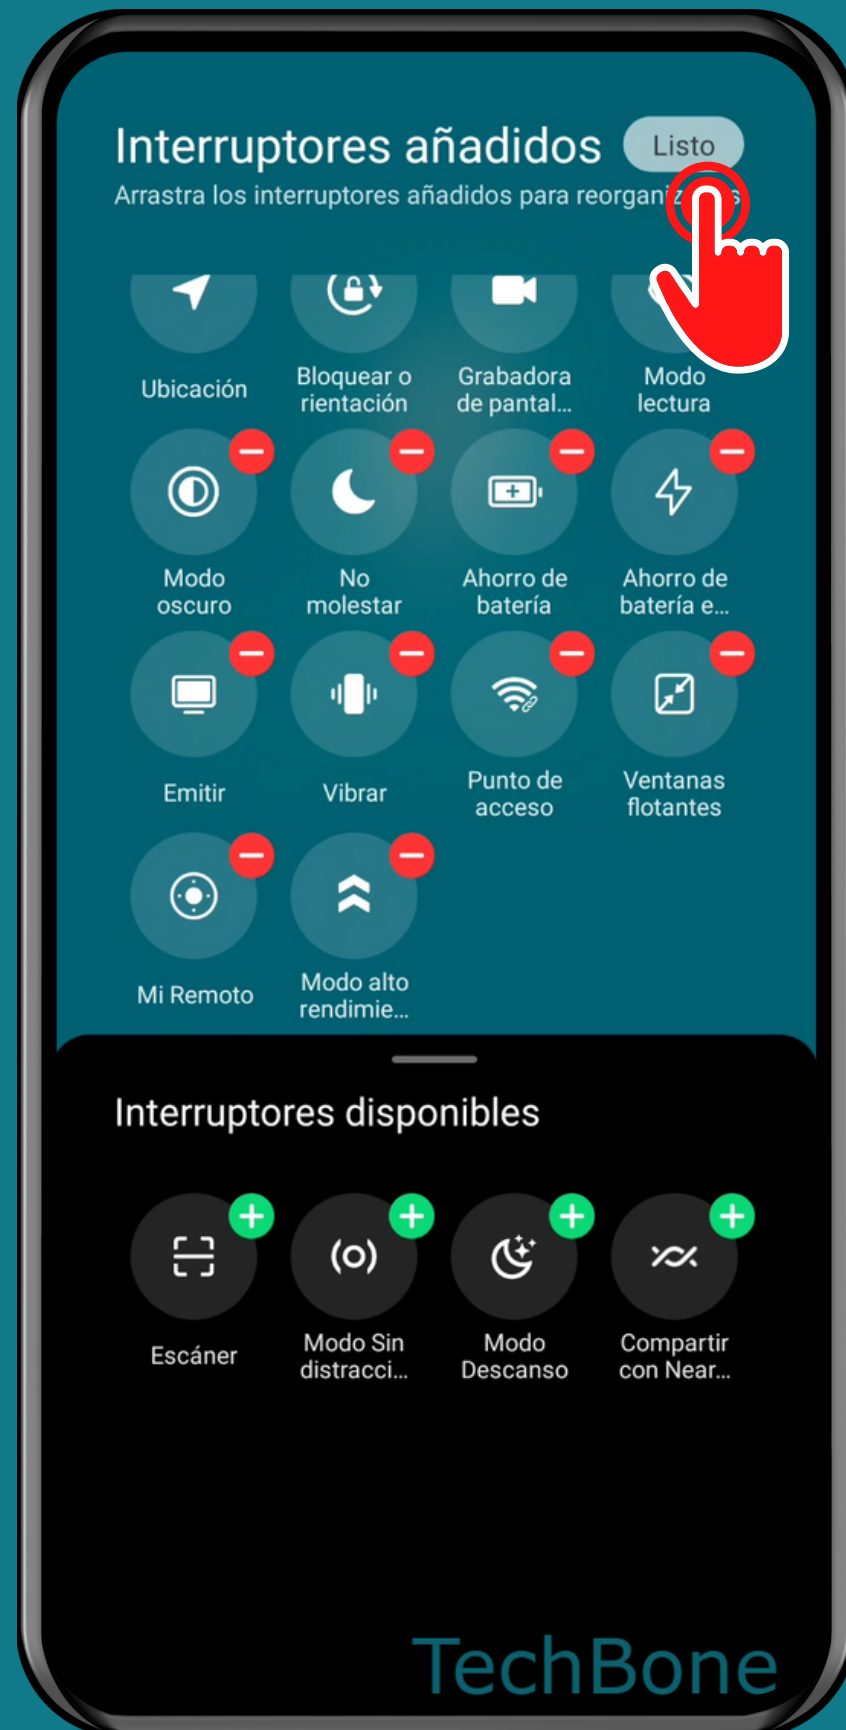 Interruptores añadidos
Listo
Arrastra los interruptores añadidos para
Ubicación
Bloquear o
rientación
Grabadora
de pantal...
Modo
lectura
Modo
oscuro
No
molestar
Ahorro de
batería
Ahorro de
batería e...
Emitir
Vibrar
Punto de
acceso
Ventanas
flotantes
Mi Remoto
Modo alto
rendimie...
Interruptores disponibles
Escáner
Modo Sin
distracci...
Modo
Descanso
Compartir
con Near...
TechBone